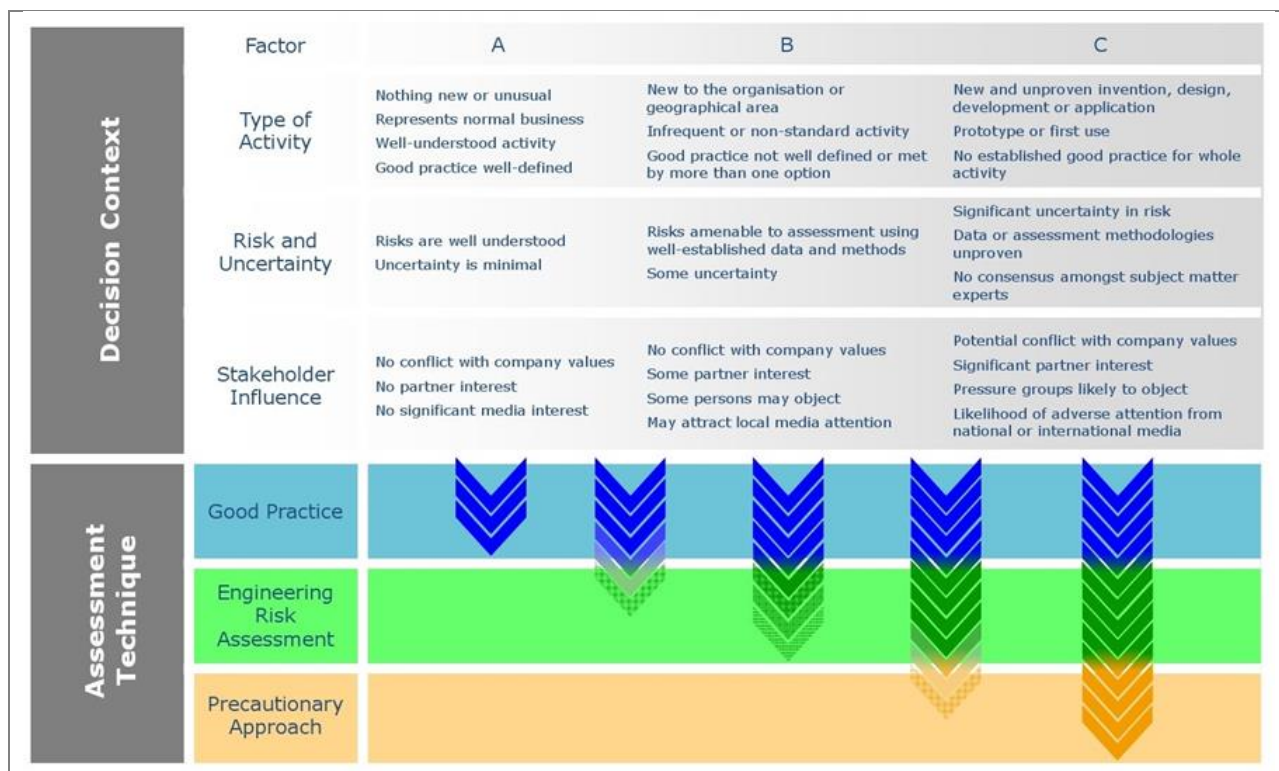 Decision Context
Factor
A
B
C
Type of
Activity
Nothing new or unusual
Represents normal business
Well-understood activity
Good practice well-defined
New to the organisation or
geographical area
Infrequent or non-standard activity
Good practice not well defined or met
by more than one option
New and unproven invention, design,
development or application
Prototype or first use
No established good practice for whole
activity
Risk and
Uncertainty
Risks are well understood
Uncertainty is minimal
Risks amenable to assessment using
well-established data and methods
Some uncertainty
Significant uncertainty in risk
Data or assessment methodologies
unproven
No consensus amongst subject matter
experts
Stakeholder
Influence
No conflict with company values
No partner interest
No significant media interest
No conflict with company values
Some partner interest
Some persons may object
May attract local media attention
Potential conflict with company values
Significant partner interest
Pressure groups likely to object
Likelihood of adverse attention from
national or international media
Assessment
Technique
Good Practice
Engineering
Risk
Assessment
Precautionary
Approach